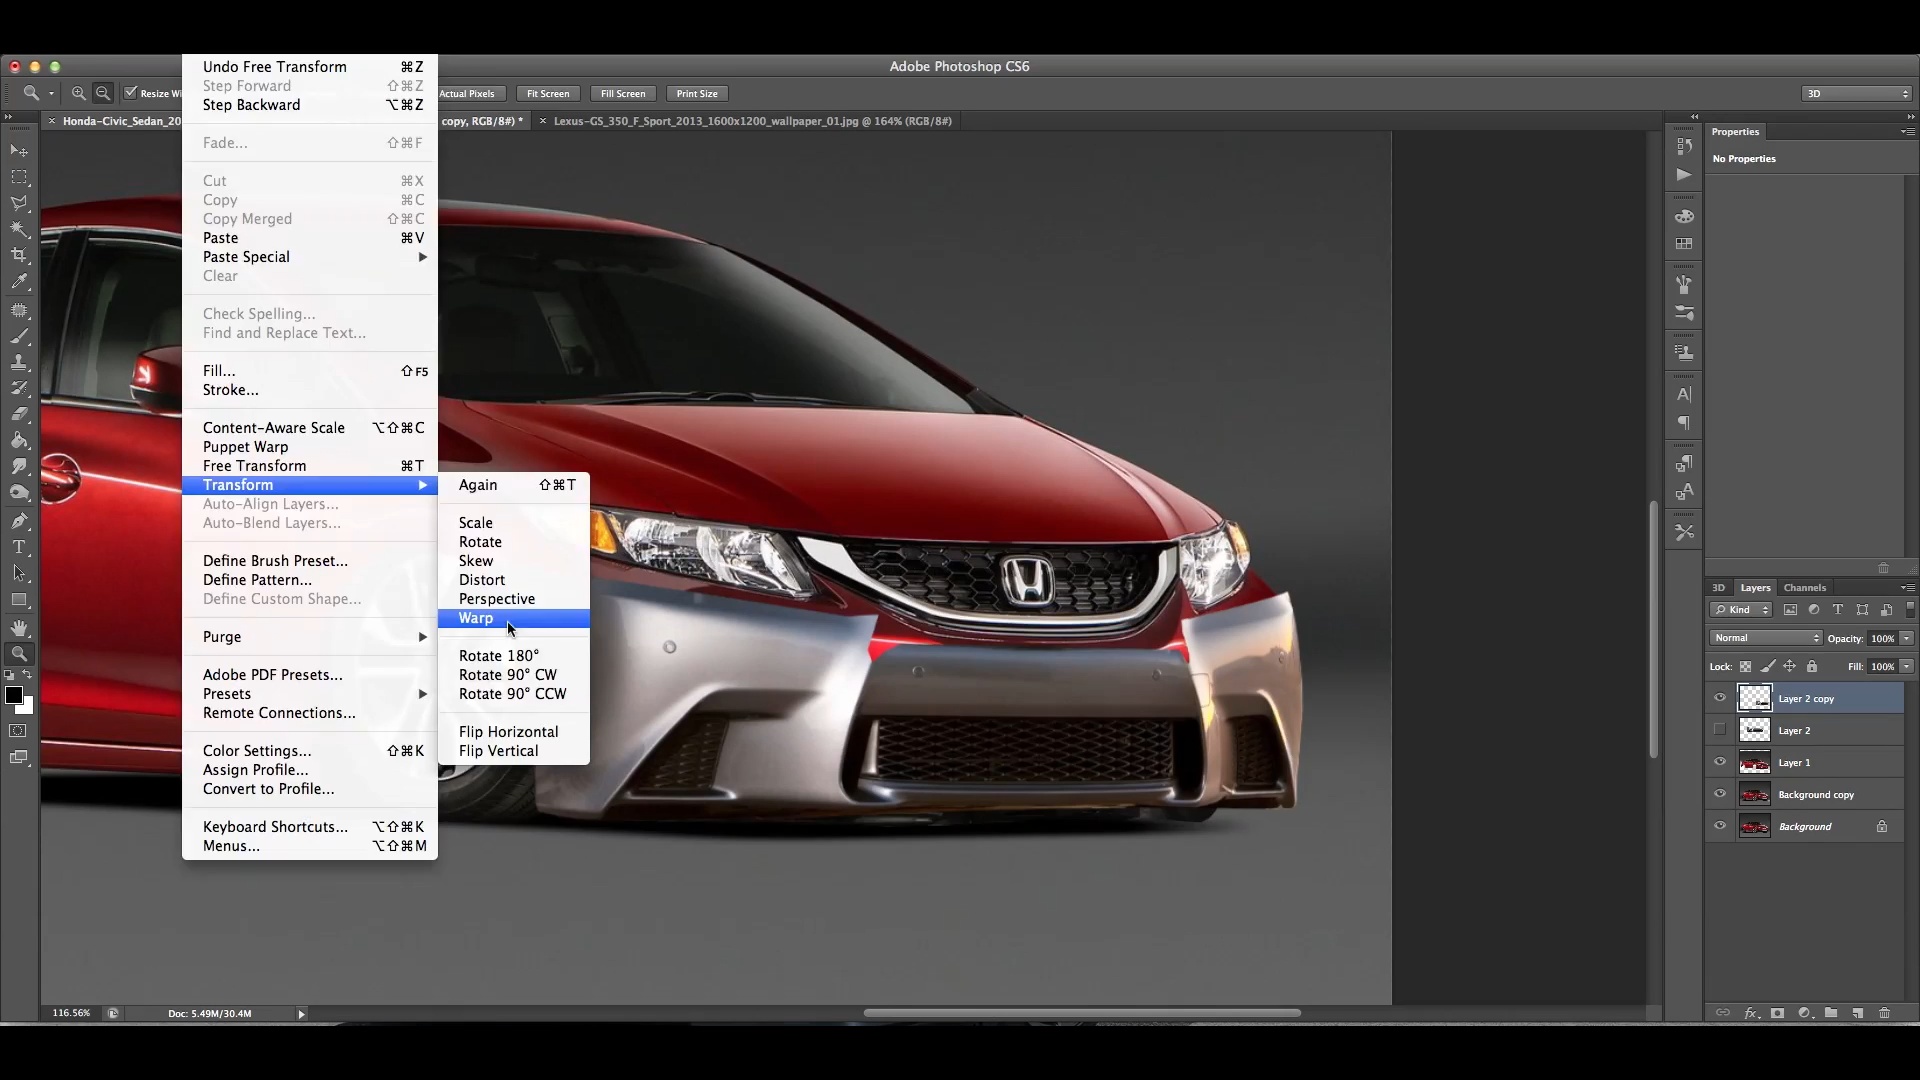 Adobe Photoshop CS6
Resize Wi
Actual Pixels
Fit Screen
Fill Screen
Print Size
3D
Honda-Civic_Sedan_20
copy, RGB/8#) *
Lexus-GS_350_F_Sport_2013_1600x1200_wallpaper_01.jpg @ 164% (RGB/8#)
Undo Free Transform ⌘Z
Step Forward ⇧⌘Z
Step Backward ⌥⌘Z
Fade... ⇧⌘F
Cut ⌘X
Copy ⌘C
Copy Merged ⇧⌘C
Paste ⌘V
Paste Special
Clear
Check Spelling...
Find and Replace Text...
Fill... ⇧F5
Stroke...
Content-Aware Scale ⌥⇧⌘C
Puppet Warp
Free Transform ⌘T
Transform
Auto-Align Layers...
Auto-Blend Layers...
Define Brush Preset...
Define Pattern...
Define Custom Shape...
Purge
Adobe PDF Presets...
Presets
Remote Connections...
Color Settings... ⇧⌘K
Assign Profile...
Convert to Profile...
Keyboard Shortcuts... ⌥⇧⌘K
Menus... ⌥⇧⌘M
Again ⇧⌘T
Scale
Rotate
Skew
Distort
Perspective
Warp
Rotate 180°
Rotate 90° CW
Rotate 90° CCW
Flip Horizontal
Flip Vertical
Properties
No Properties
3D Layers Channels
Kind
Normal Opacity: 100%
Lock: Fill: 100%
Layer 2 copy
Layer 2
Layer 1
Background copy
Background
116.56% Doc: 5.49M/30.4M